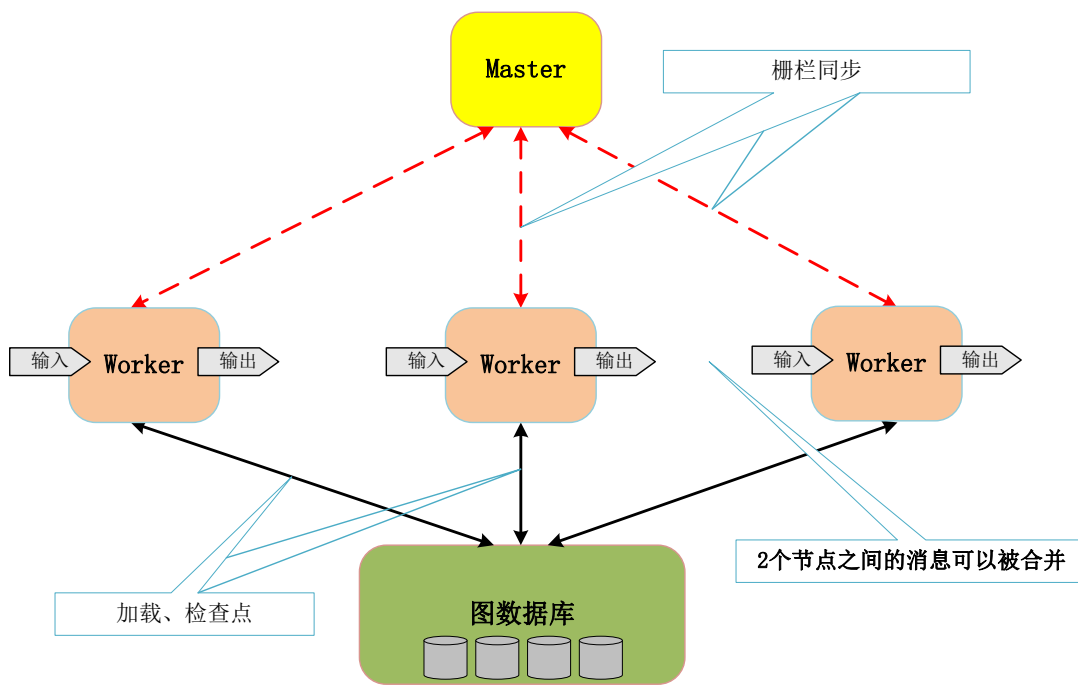 Master
栅栏同步
输入
Worker
输出
输入
Worker
输出
输入
Worker
输出
2个节点之间的消息可以被合并
加载、检查点
图数据库